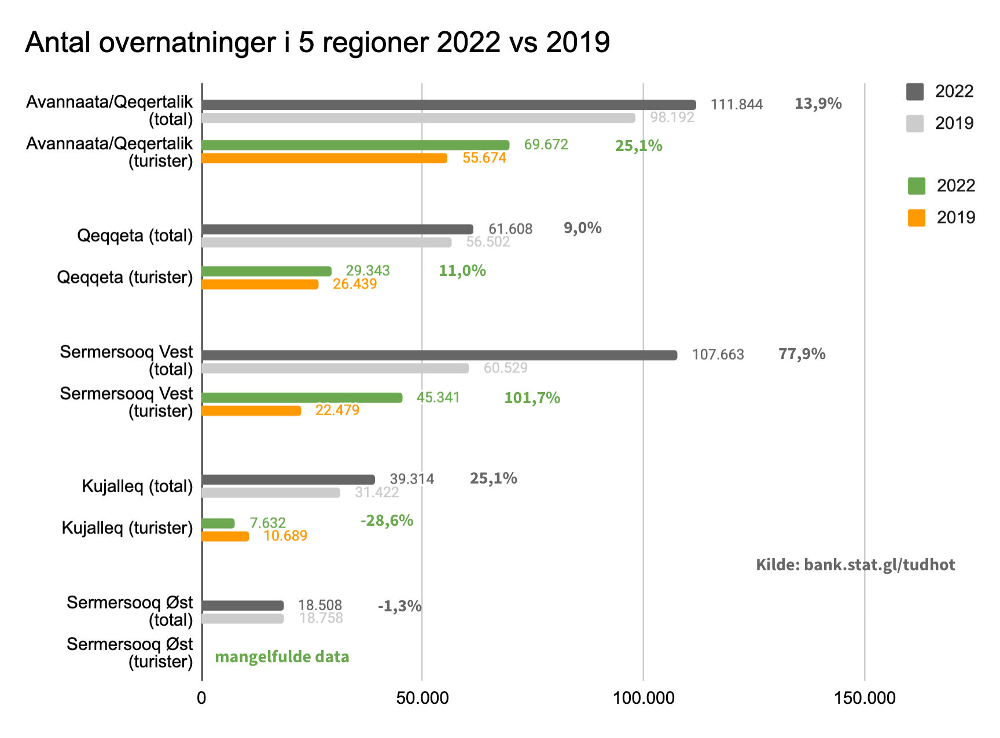 Antal overnatninger i 5 regioner 2022 vs 2019
2022
2019
2022
2019
Avannaata/Qeqertalik
(total)
111.844
13,9%
98.192
Avannaata/Qeqertalik
(turister)
69.672
25,1%
55.674
Qeqqeta (total)
61.608
9,0%
56.502
Qeqqeta (turister)
29.343
11,0%
26.439
Sermersooq Vest
(total)
107.663
77,9%
60.529
Sermersooq Vest
(turister)
45.341
101,7%
22.479
Kujalleq (total)
39.314
25,1%
31.422
Kujalleq (turister)
7.632
-28,6%
10.689
Kilde: bank.stat.gl/tudhot
Sermersooq Øst
(total)
18.508
-1,3%
18.758
Sermersooq Øst
(turister)
mangelfulde data
0
50.000
100.000
150.000